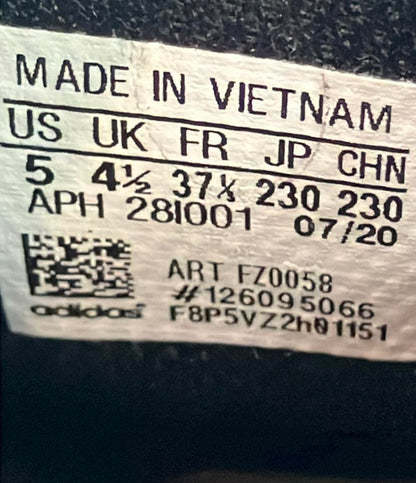 MADE IN VIETNAM
US UK FR JP CHN
5 4½ 37⅓ 230 230
APH 281001 07/20
ART FZ0058
#126095066
adidas F8P5VZ2h01151